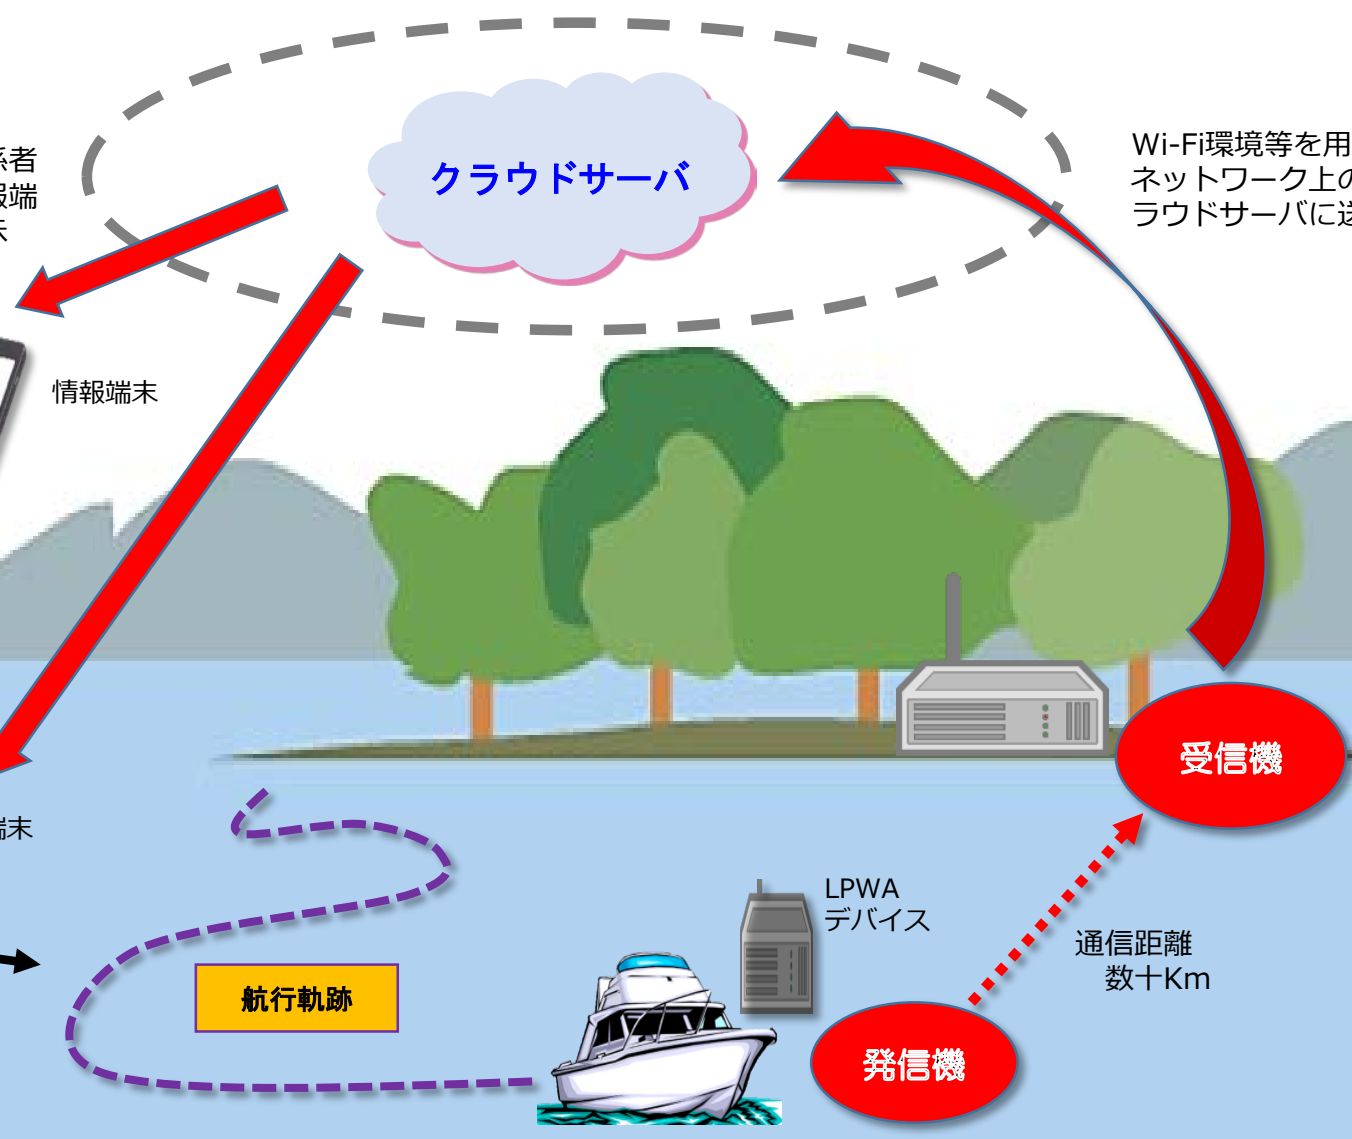 クラウドサーバ
係者
報端
Wi-Fi環境等を用
ネットワーク上の
ラウドサーバに送
情報端末
受信機
端末
LPWA
デバイス
通信距離
数十Km
航行軌跡
発信機